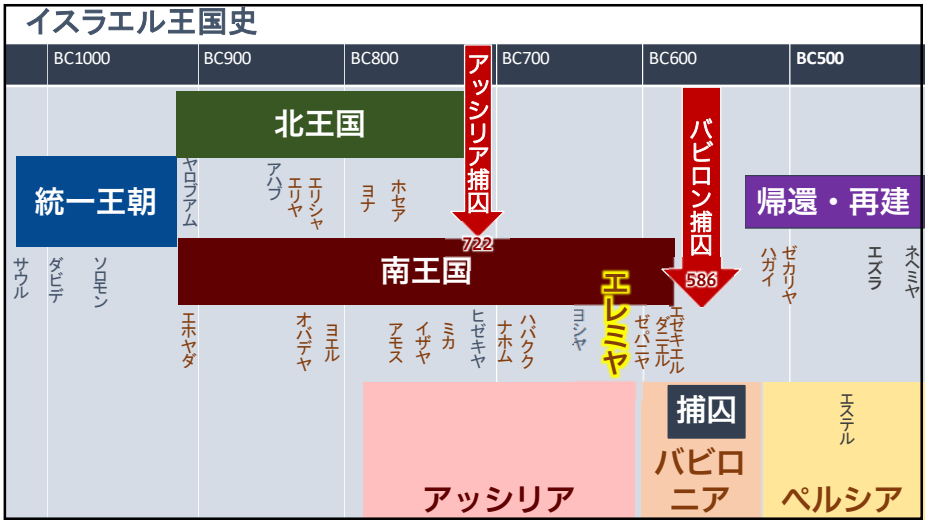 イスラエル王国史
BC1000
BC900
BC800
BC700
BC600
BC500
アッシリア捕囚
722
バビロン捕囚
586
北王国
統一王朝
帰還・再建
南王国
ヤロブアム
アハブ
エリヤ
エリシャ
ヨナ
ホセア
サウル
ダビデ
ソロモン
ハガイ
ゼカリヤ
エズラ
ネヘミヤ
エホヤダ
オバデヤ
ヨエル
アモス
イザヤ
ミカ
ヒゼキヤ
ナホム
ハバクク
ヨシヤ
エレミヤ
ゼパニヤ
ダニエル
エゼキエル
捕囚
エステル
アッシリア
バビロ
ニア
ペルシア